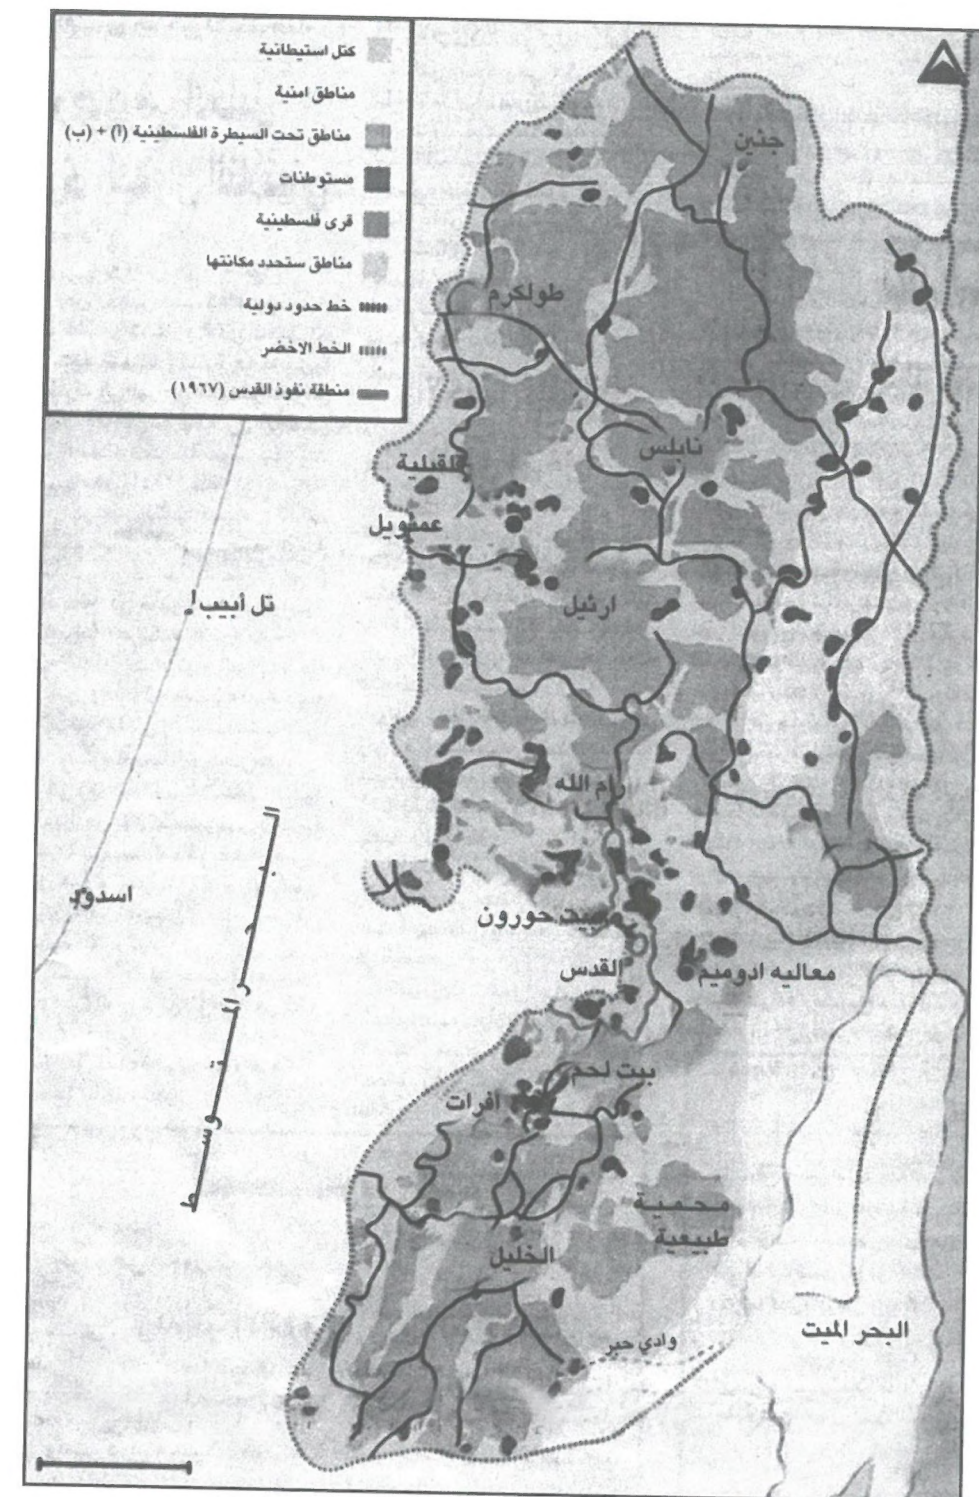 كتل استيطانية
مناطق امنية
مناطق تحت السيطرة الفلسطينية (أ) + (ب)
مستوطنات
قرى فلسطينية
مناطق ستحدد مكانتها
خط حدود دولية
الخط الاخضر
منطقة نفوذ القدس (١٩٦٧)
جنين
طولكرم
نابلس
قلقيلية
عمنويل
تل أبيب
ارئيل
رام الله
اسدود
بيت حورون
القدس
معاليه ادوميم
البحر المتوسط
بيت لحم
افرات
محمية
طبيعية
الخليل
البحر الميت
وادي حبر